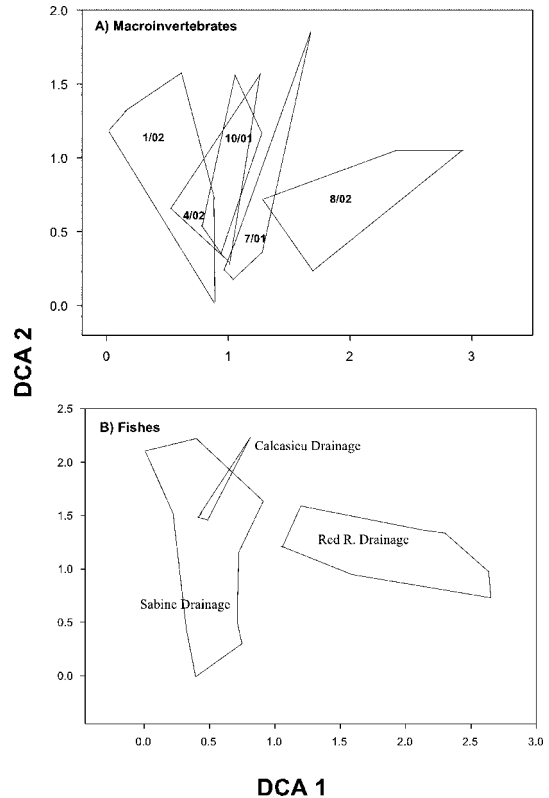 2.0
A) Macroinvertebrates
1.5
1/02
10/01
1.0
8/02
4/02
0.5
7/01
0.0
0 1 2 3
DCA 2
2.5
B) Fishes
Calcasieu Drainage
2.0
1.5
Red R. Drainage
1.0
Sabine Drainage
0.5
0.0
0.0 0.5 1.0 1.5 2.0 2.5 3.0
DCA 1